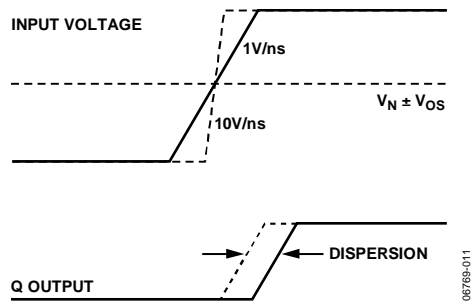 INPUT VOLTAGE
1V/ns
10V/ns
V_N ± V_OS
DISPERSION
Q OUTPUT
06769-011